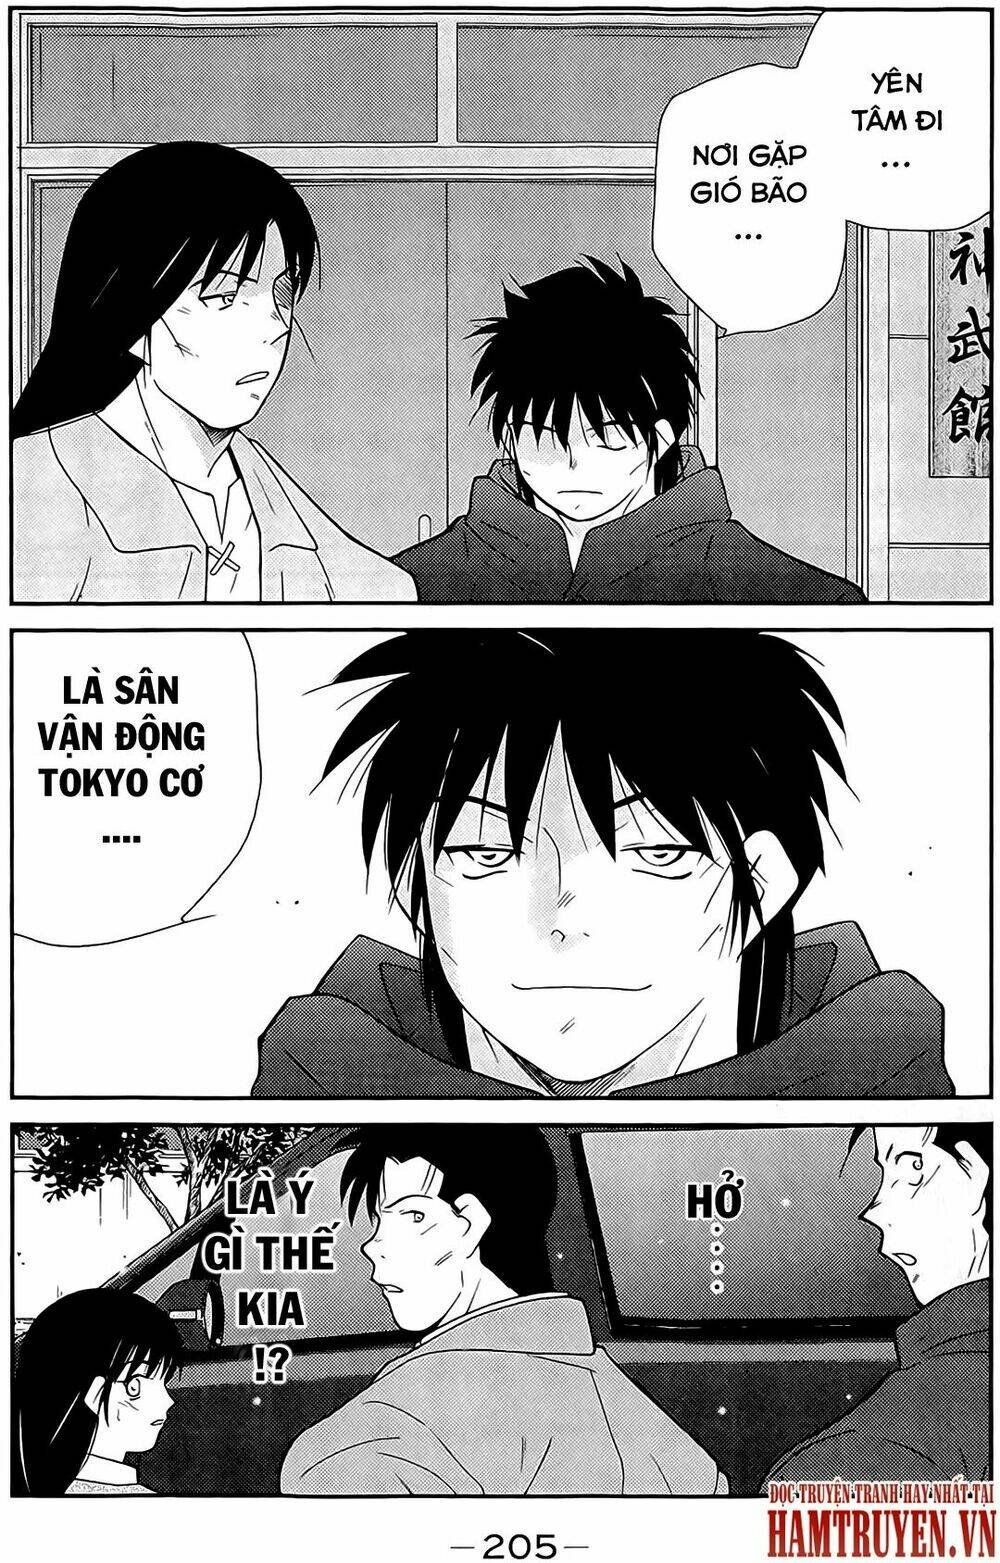 YÊN
TÂM ĐI
...
NƠI GẶP
GIÓ BÃO
...
神武館
LÀ SÂN
VẬN ĐỘNG
TOKYO CƠ
....
HỞ
......
LÀ Ý
GÌ THẾ
KIA
!?
ĐỌC TRUYỆN TRANH HAY NHẤT TẠI
HAMTRUYEN.VN
—205—